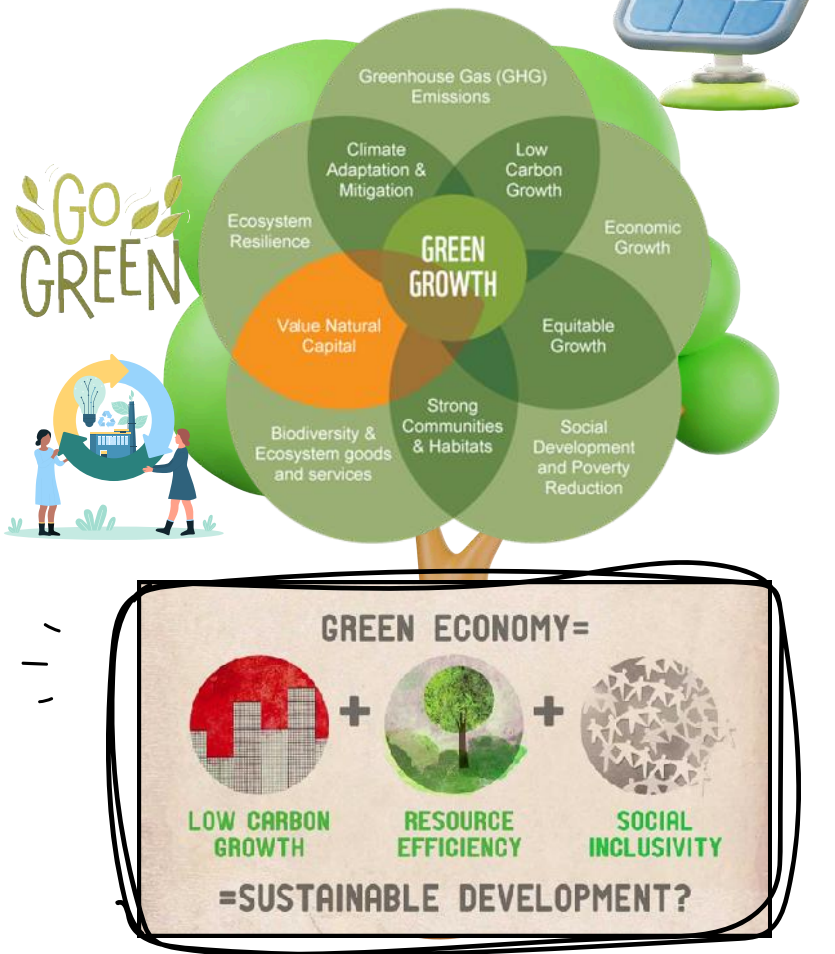 Greenhouse Gas (GHG)
Emissions
Climate
Adaptation &
Mitigation
Low
Carbon
Growth
GO
GREEN
Ecosystem
Resilience
Economic
Growth
GREEN
GROWTH
Value Natural
Capital
Equitable
Growth
Strong
Communities
& Habitats
Biodiversity &
Ecosystem goods
and services
Social
Development
and Poverty
Reduction
GREEN ECONOMY=
+ +
LOW CARBON
GROWTH
RESOURCE
EFFICIENCY
SOCIAL
INCLUSIVITY
=SUSTAINABLE DEVELOPMENT?